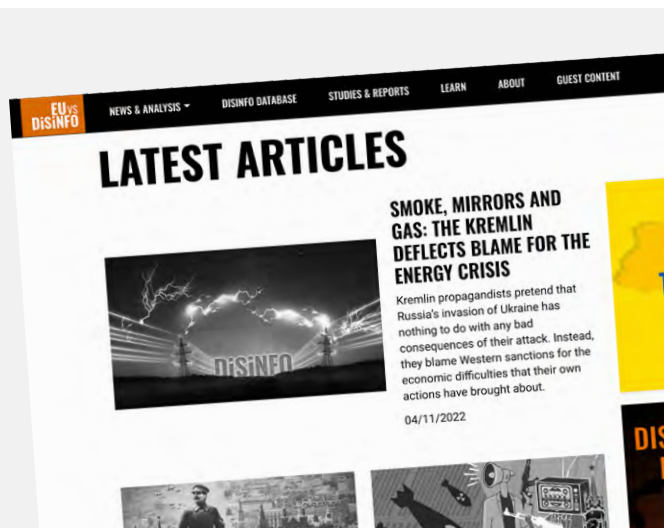 EUvs
DiSiNFO
NEWS & ANALYSIS
DISINFO DATABASE
STUDIES & REPORTS
LEARN
ABOUT
GUEST CONTENT
LATEST ARTICLES
SMOKE, MIRRORS AND
GAS: THE KREMLIN
DEFLECTS BLAME FOR THE
ENERGY CRISIS
Kremlin propagandists pretend that
Russia's invasion of Ukraine has
nothing to do with any bad
consequences of their attack. Instead,
they blame Western sanctions for the
economic difficulties that their own
actions have brought about.
04/11/2022
DiSiNFO
DIS